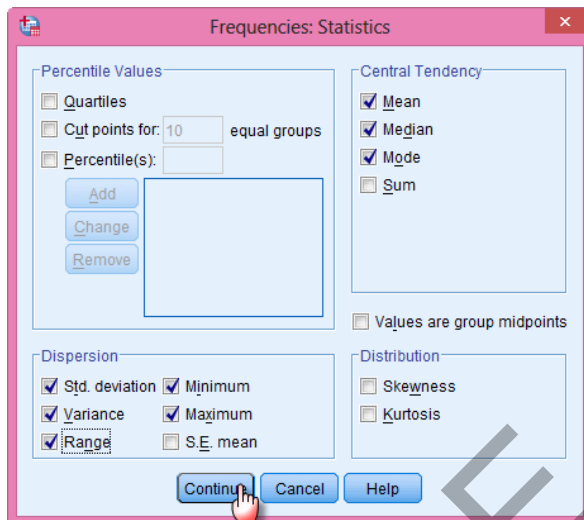 Frequencies: Statistics
x
Percentile Values
Quartiles
Cut points for: 10 equal groups
Percentile(s):
Add
Change
Remove
Central Tendency
Mean
Median
Mode
Sum
Values are group midpoints
Dispersion
Std. deviation Minimum
Variance Maximum
Range S.E. mean
Distribution
Skewness
Kurtosis
Continue Cancel Help